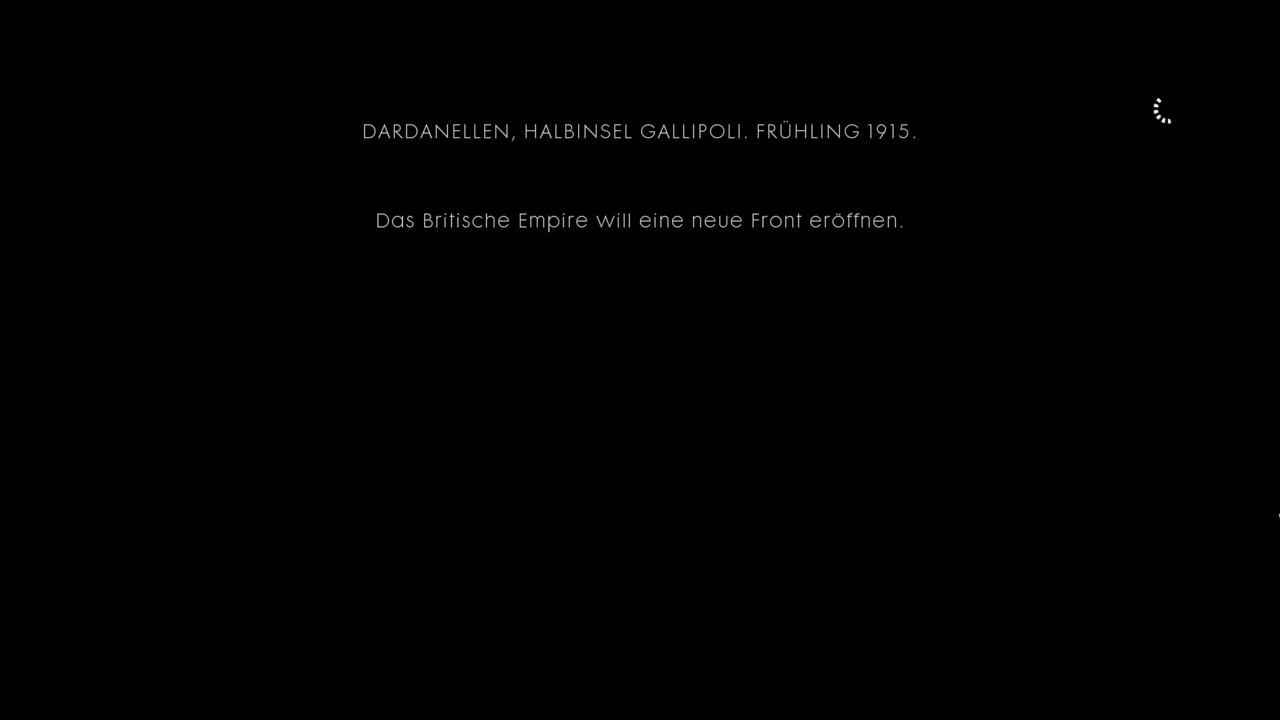 DARDANELLEN, HALBINSEL GALLIPOLI. FRÜHLING 1915.
Das Britische Empire will eine neue Front eröffnen.